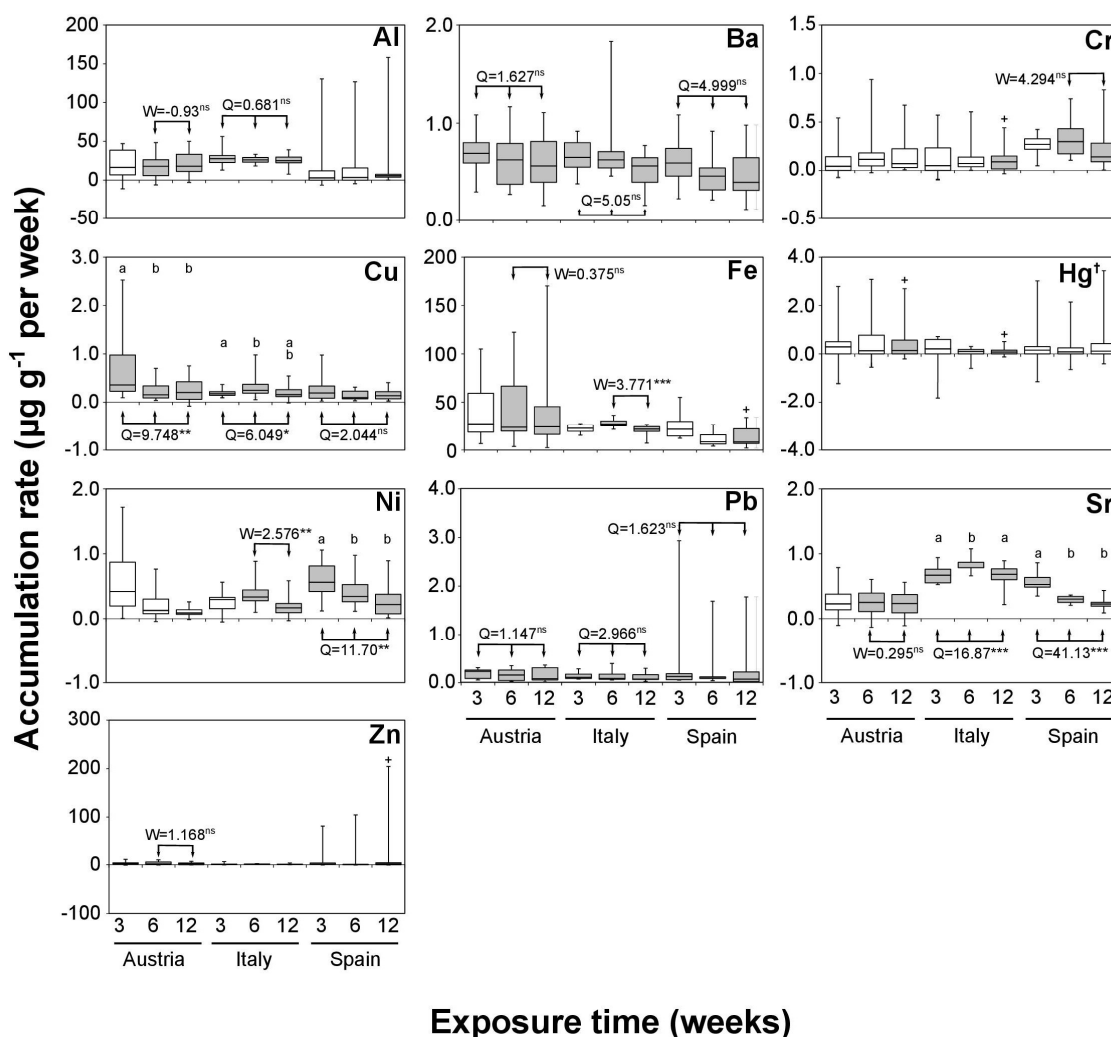 Accumulation rate (µg g⁻¹ per week)
Al
200
150
100
50
0
-50
W=-0.93ns
Q=0.681ns
Ba
2.0
1.0
0.0
Q=1.627ns
Q=4.999ns
Q=5.05ns
Cr
1.5
1.0
0.5
0.0
-0.5
W=4.294ns
+
Cu
3.0
2.0
1.0
0.0
-1.0
a b b
a b a
b
Q=9.748**
Q=6.049*
Q=2.044ns
Fe
200
150
100
50
0
W=0.375ns
W=3.771***
+
Hg†
4.0
2.0
0.0
-2.0
-4.0
+
+
Ni
2.0
1.0
0.0
-1.0
W=2.576**
a b b
Q=11.70**
Pb
4.0
3.0
2.0
1.0
0.0
Q=1.623ns
Q=1.147ns
Q=2.966ns
3 6 12 3 6 12 3 6 12
Austria Italy Spain
Sr
2.0
1.0
0.0
-1.0
a b a a b b
W=0.295ns
Q=16.87***
Q=41.13***
3 6 12 3 6 12 3 6 12
Austria Italy Spain
Zn
300
200
100
0
-100
W=1.168ns
+
3 6 12 3 6 12 3 6 12
Austria Italy Spain
Exposure time (weeks)